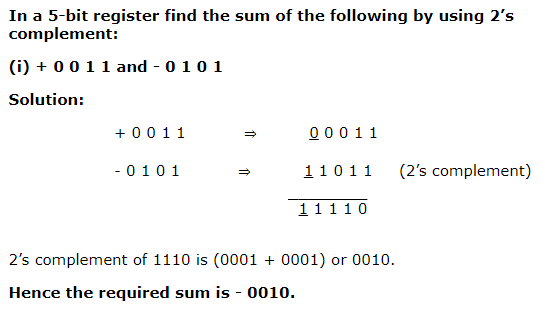 In a 5-bit register find the sum of the following by using 2’s
complement:
(i) + 0 0 1 1 and - 0 1 0 1
Solution:
+ 0 0 1 1 ⇒ 0 0 0 1 1
- 0 1 0 1 ⇒ 1 1 0 1 1 (2’s complement)
1 1 1 1 0
2’s complement of 1110 is (0001 + 0001) or 0010.
Hence the required sum is - 0010.